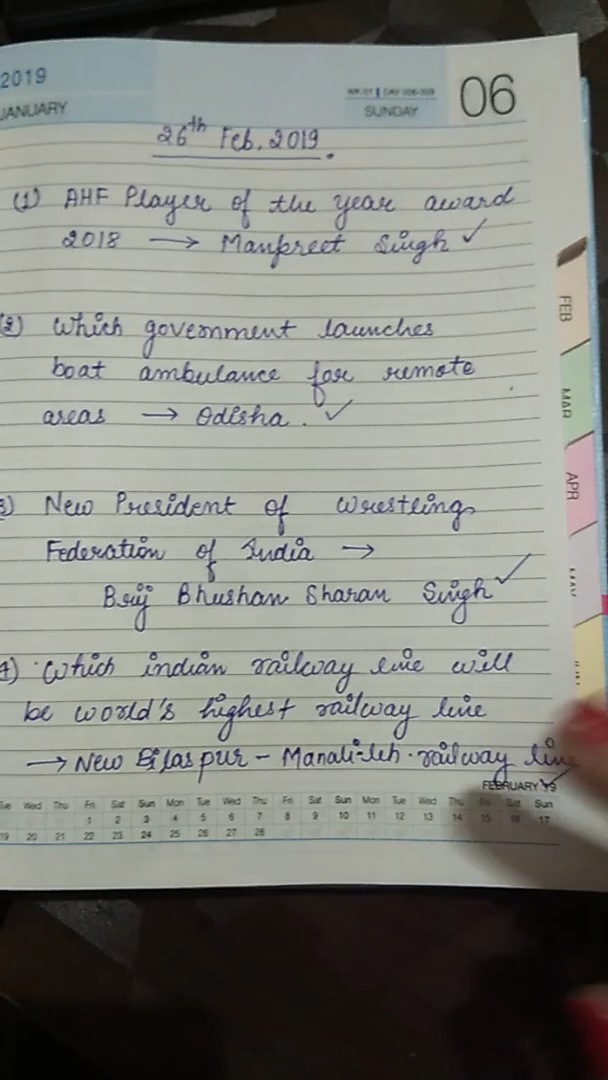 2019
JANUARY
SUNDAY
06
26th Feb, 2019.
(1) AHF Player of the year award
2018 → Manpreet Singh ✓
(2) Which government launches
boat ambulance for remote
areas → Odisha. ✓
3) New President of Wrestling
Federation of India →
Brij Bhushan Sharan Singh ✓
4) Which indian railway line will
be world's highest railway line
→ New Bilaspur - Manali-Leh railway line
FEBRUARY 19
Tue Wed Thu Fri Sat Sun Mon Tue Wed Thu Fri Sat Sun Mon Tue Wed Thu Fri Sat Sun
1 2 3 4 5 6 7 8 9 10 11 12 13 14 15 16 17
19 20 21 22 23 24 25 26 27 28
FEB
MAR
APR